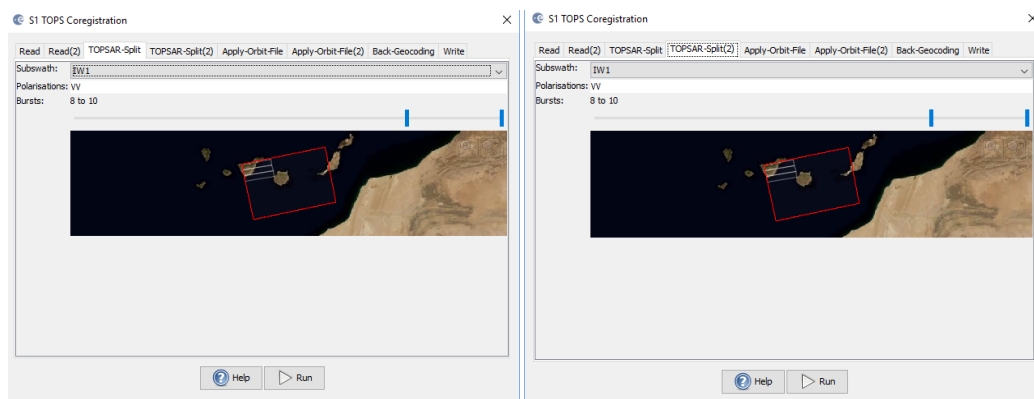 S1 TOPS Coregistration
Read Read(2) TOPSAR-Split TOPSAR-Split(2) Apply-Orbit-File Apply-Orbit-File(2) Back-Geocoding Write
Subswath: IW1
Polarisations: VV
Bursts: 8 to 10
Help Run
S1 TOPS Coregistration
Read Read(2) TOPSAR-Split TOPSAR-Split(2) Apply-Orbit-File Apply-Orbit-File(2) Back-Geocoding Write
Subswath: IW1
Polarisations: VV
Bursts: 8 to 10
Help Run